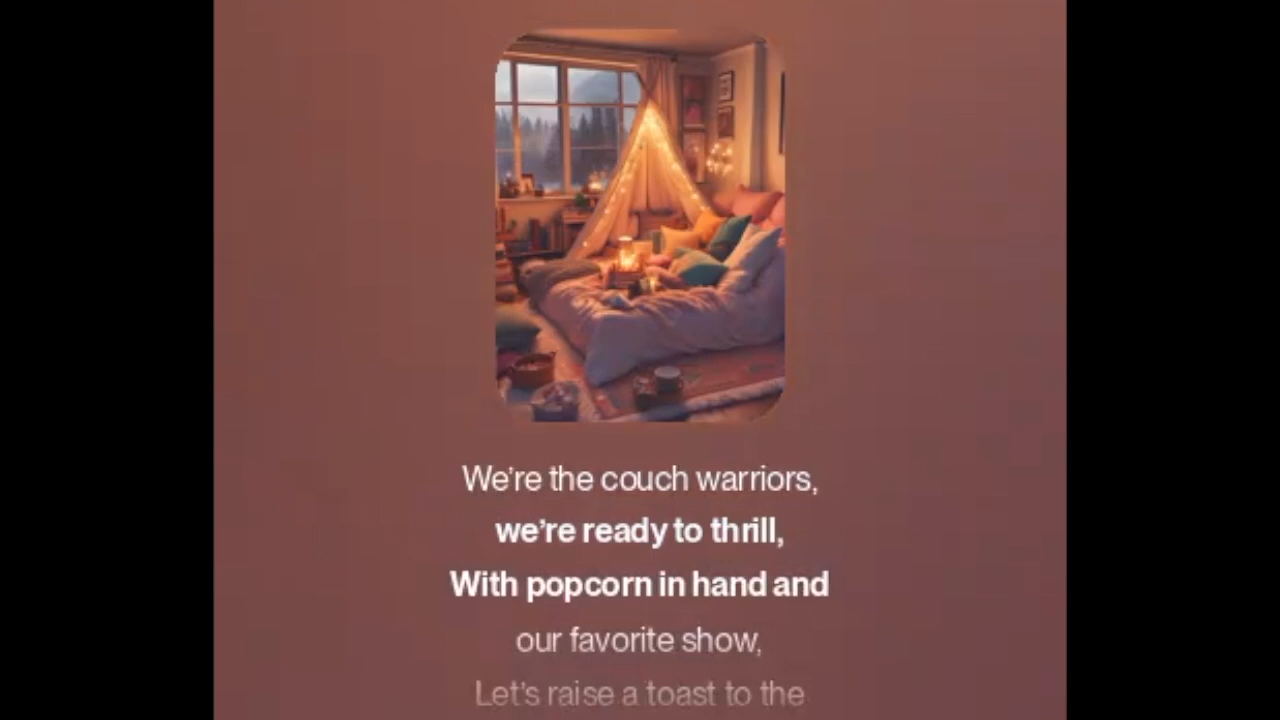 We’re the couch warriors,
we’re ready to thrill,
With popcorn in hand and
our favorite show,
Let’s raise a toast to the